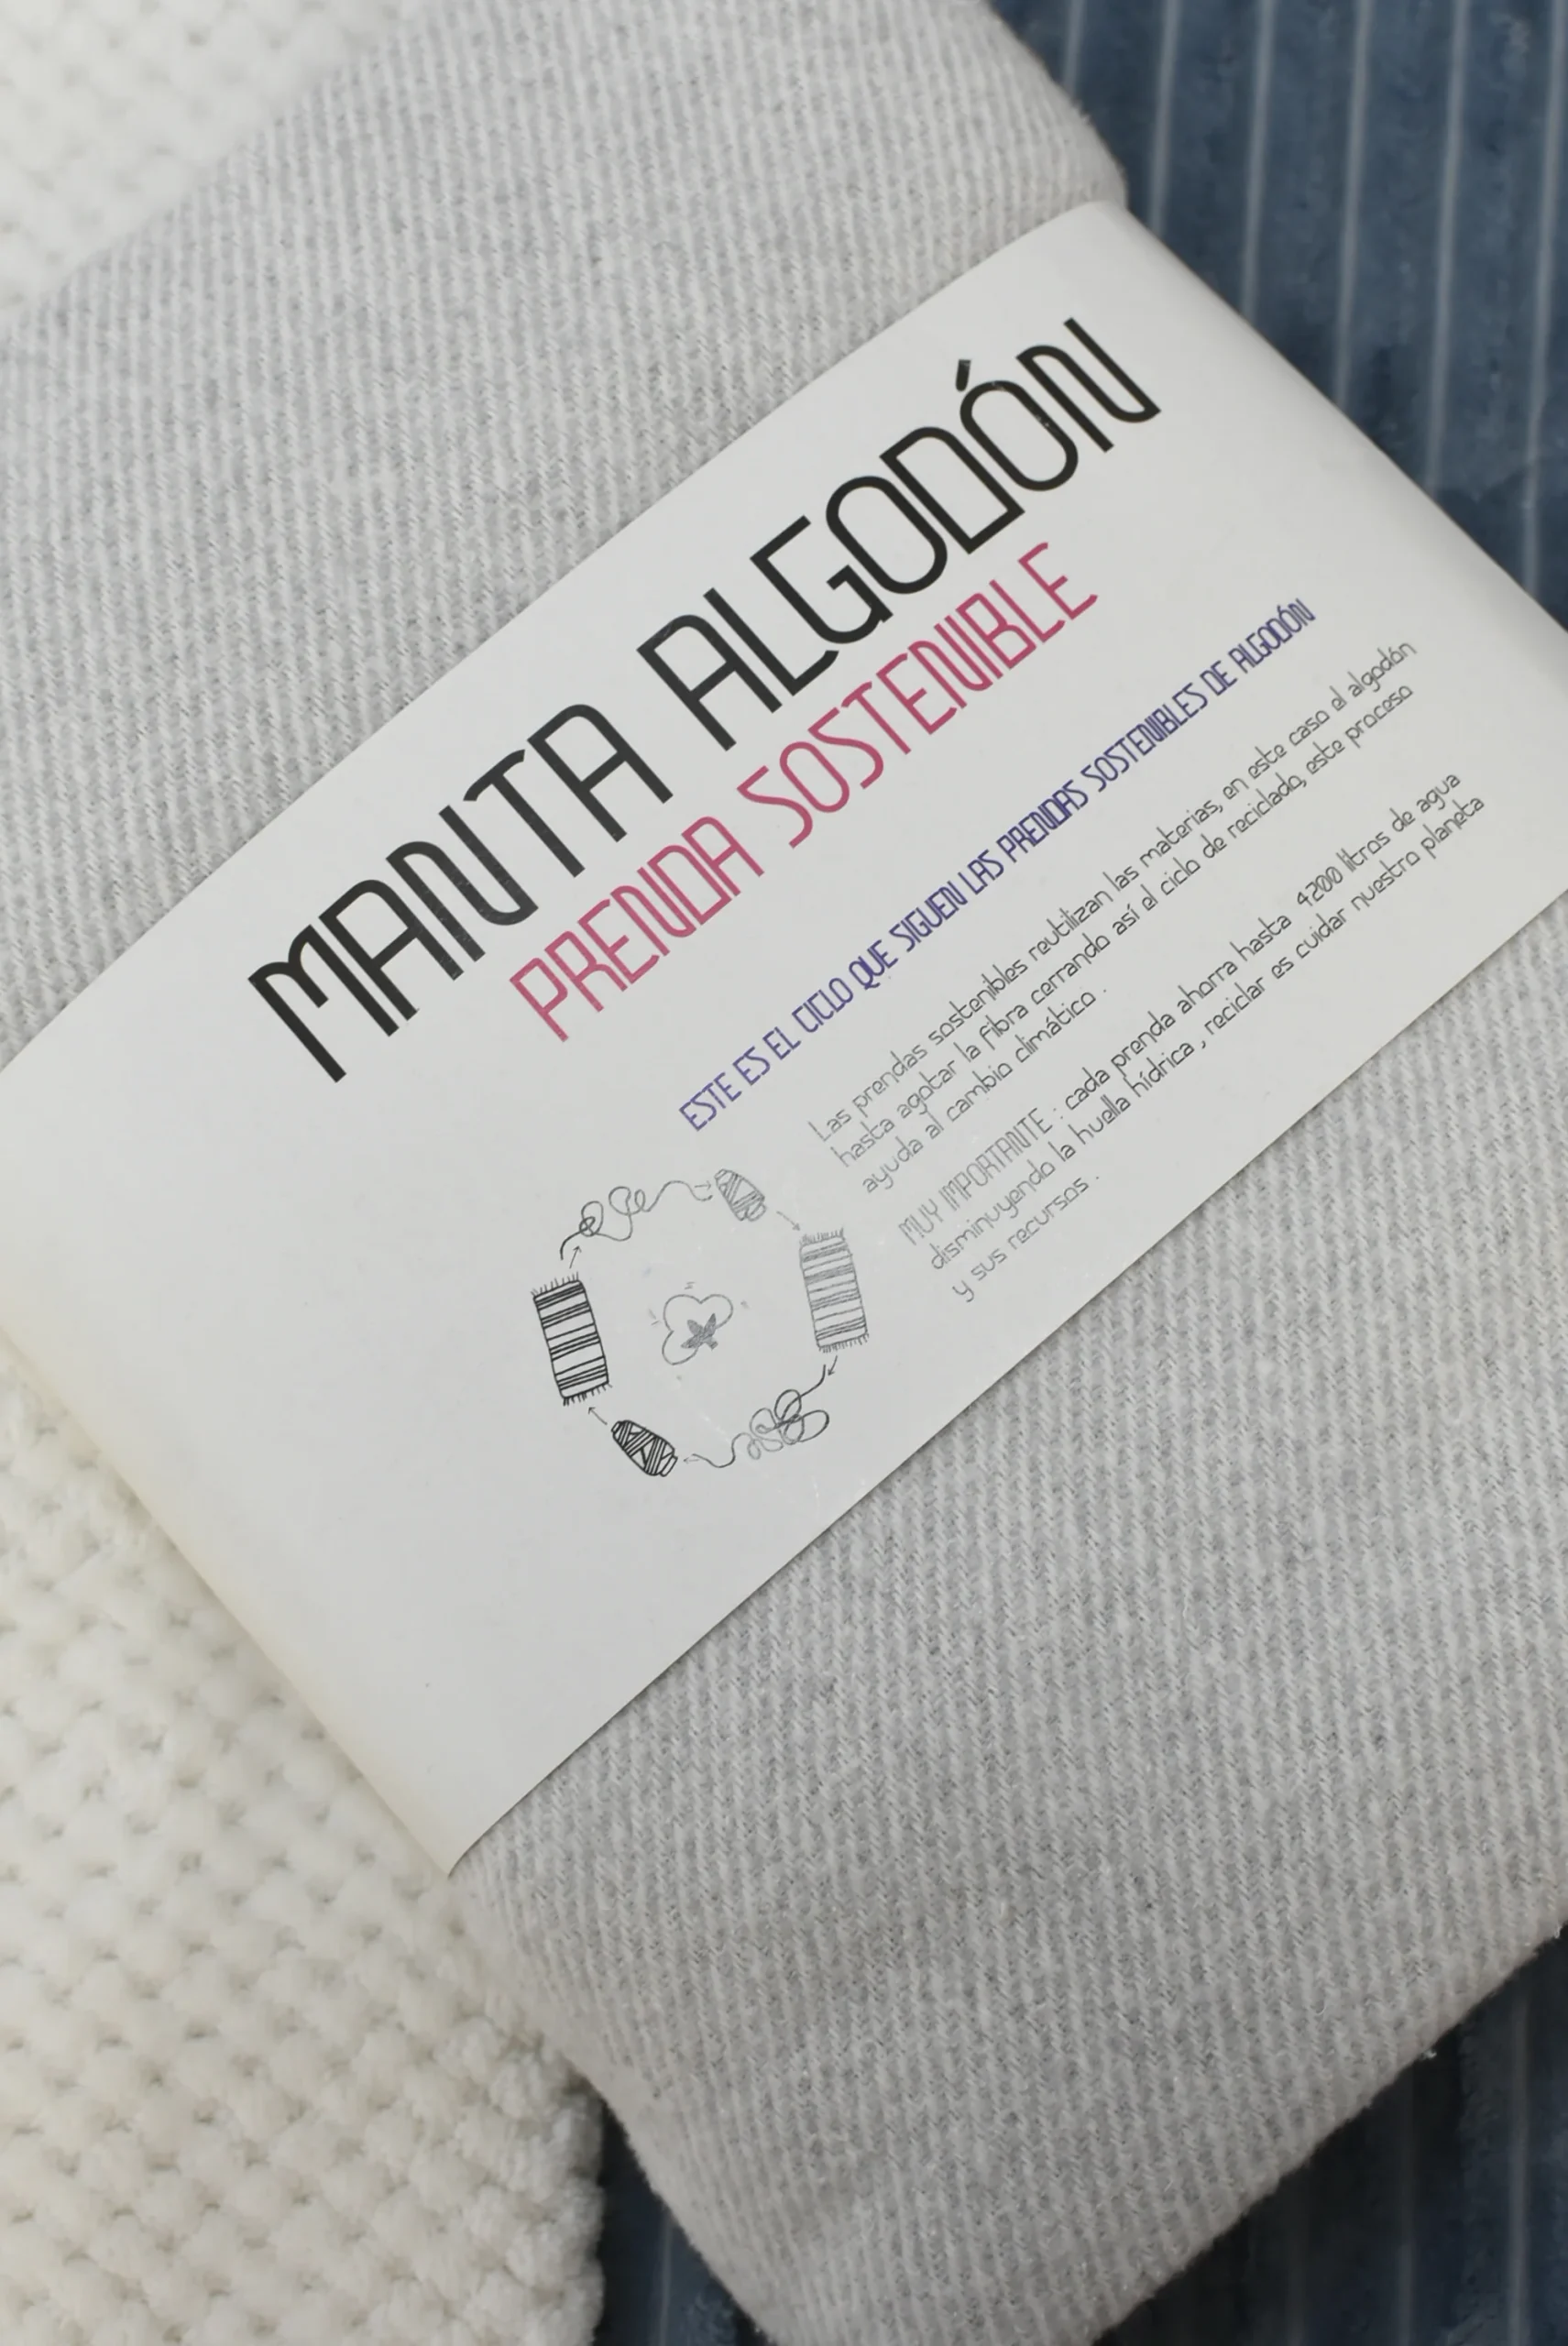 MANTA ALGODÓN
PRENDA SOSTENIBLE
ESTE ES EL CICLO QUE SIGUEN LAS PRENDAS SOSTENIBLES DE ALGODÓN
Las prendas sostenibles reutilizan las materias, en este caso el algodón
hasta agotar la fibra cerrando así el ciclo de reciclado, este proceso
ayuda al cambio climático .
MUY IMPORTANTE : cada prenda ahorra hasta 4200 litros de agua
disminuyendo la huella hídrica , reciclar es cuidar nuestro planeta
y sus recursos .